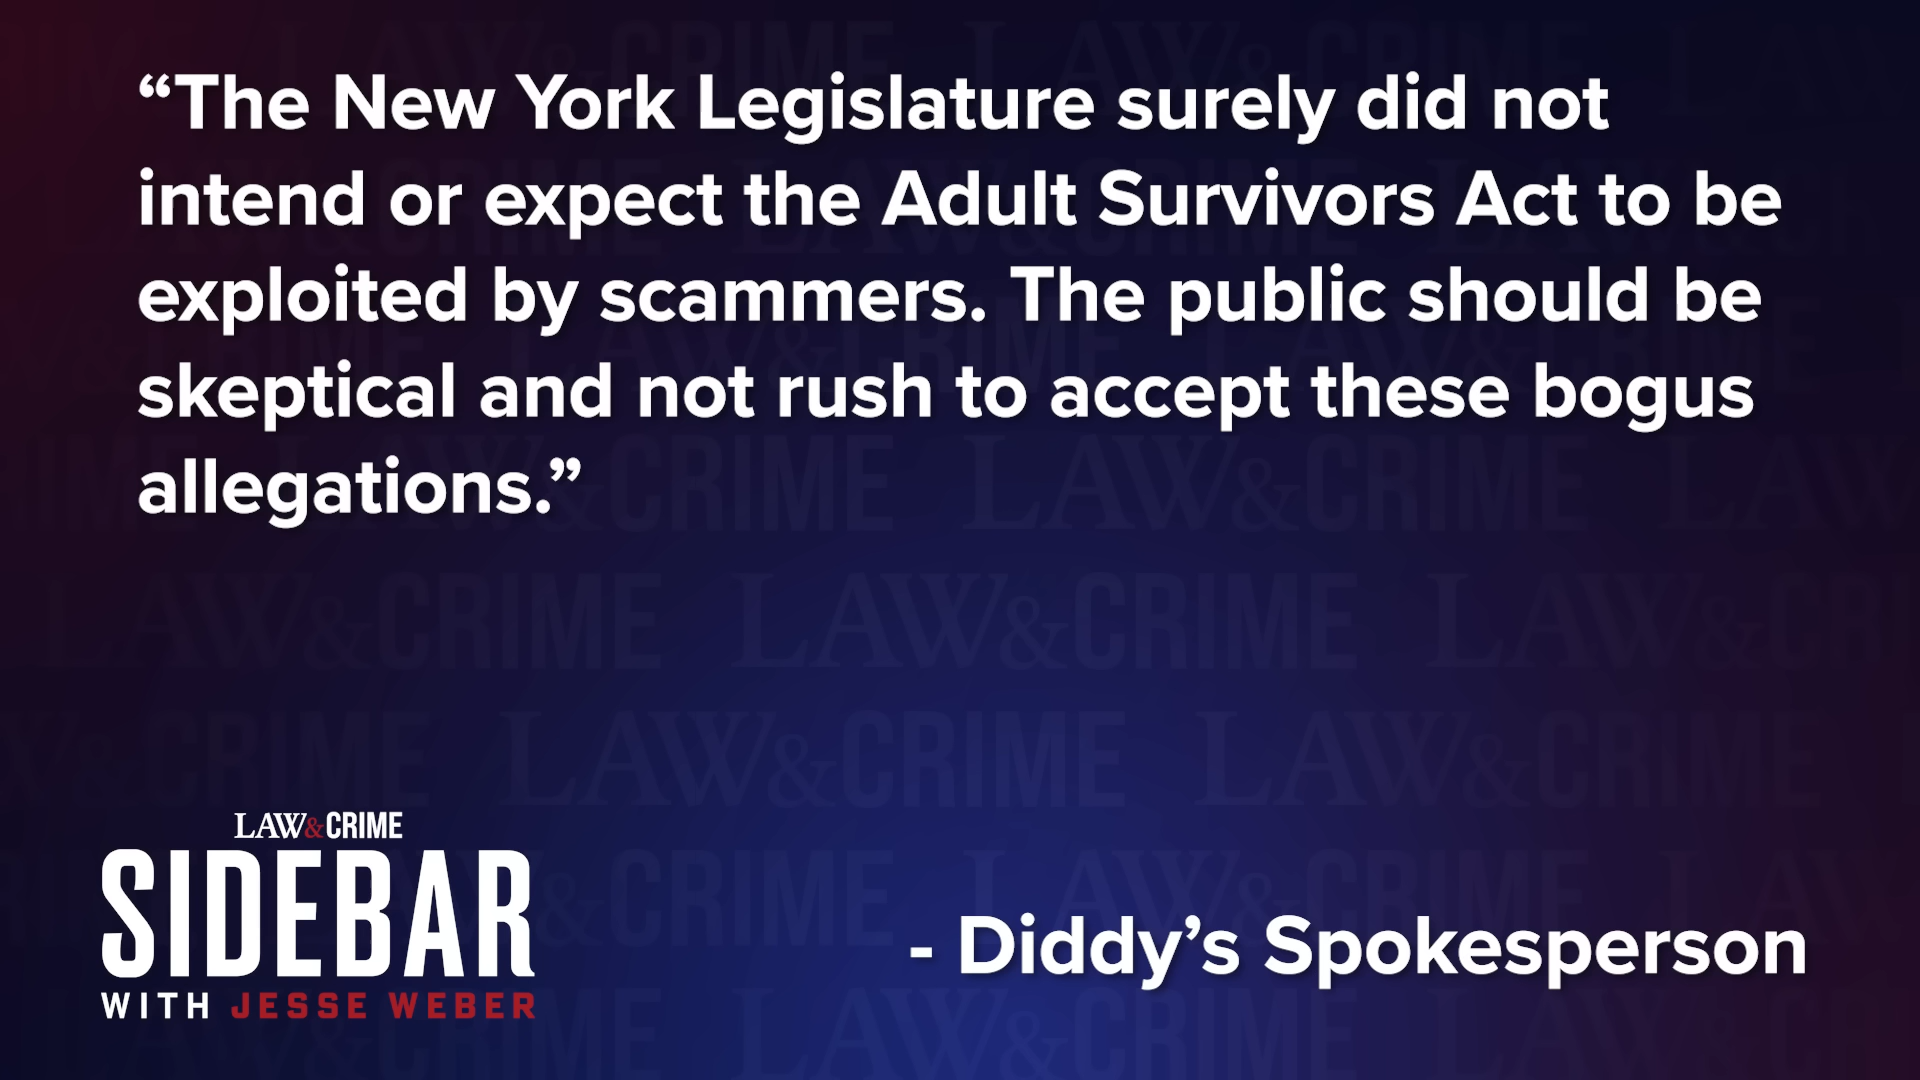 “The New York Legislature surely did not
intend or expect the Adult Survivors Act to be
exploited by scammers. The public should be
skeptical and not rush to accept these bogus
allegations.”
LAW&CRIME
SIDEBAR
WITH JESSE WEBER
- Diddy’s Spokesperson